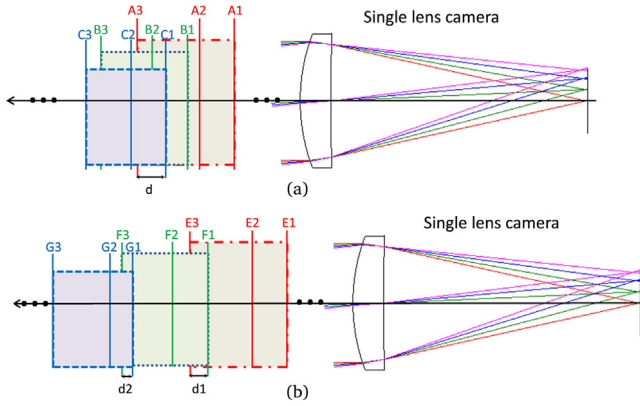 A3 A2 A1
B3 B2 B1
C3 C2 C1
Single lens camera
d
(a)
E3 E2 E1
F3 F2 F1
G3 G2 G1
Single lens camera
d2 d1
(b)